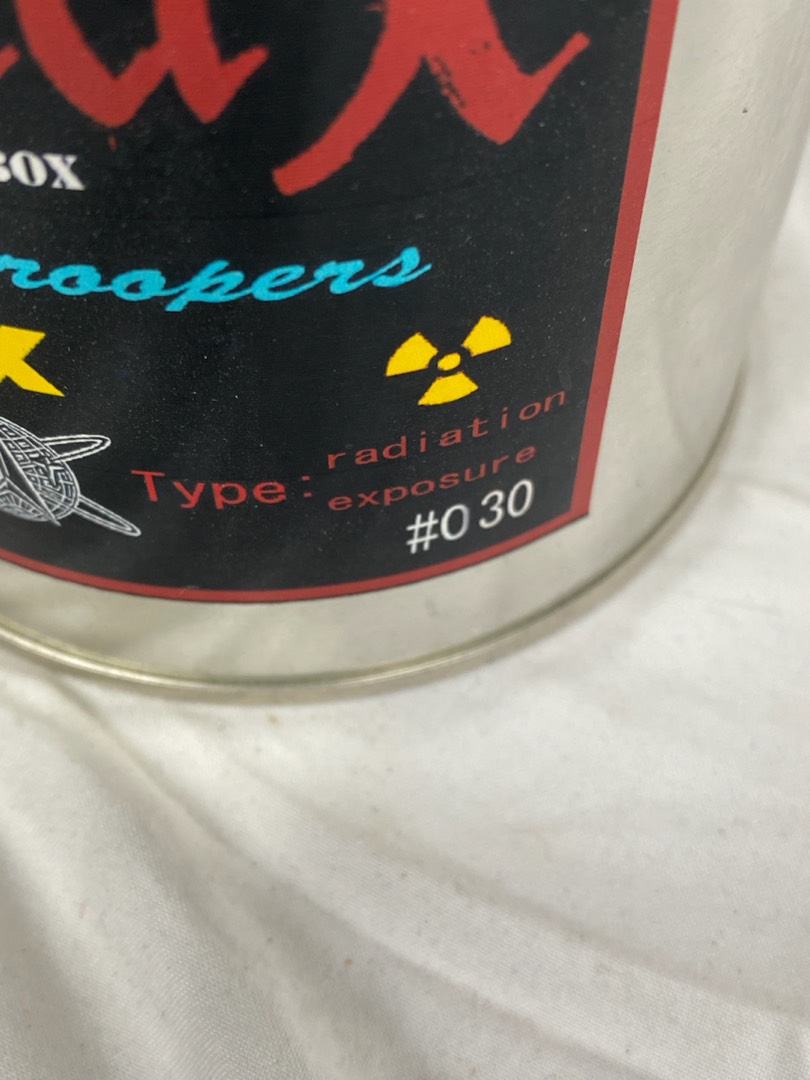 BOX
roopers
Type: radiation
exposure
#030